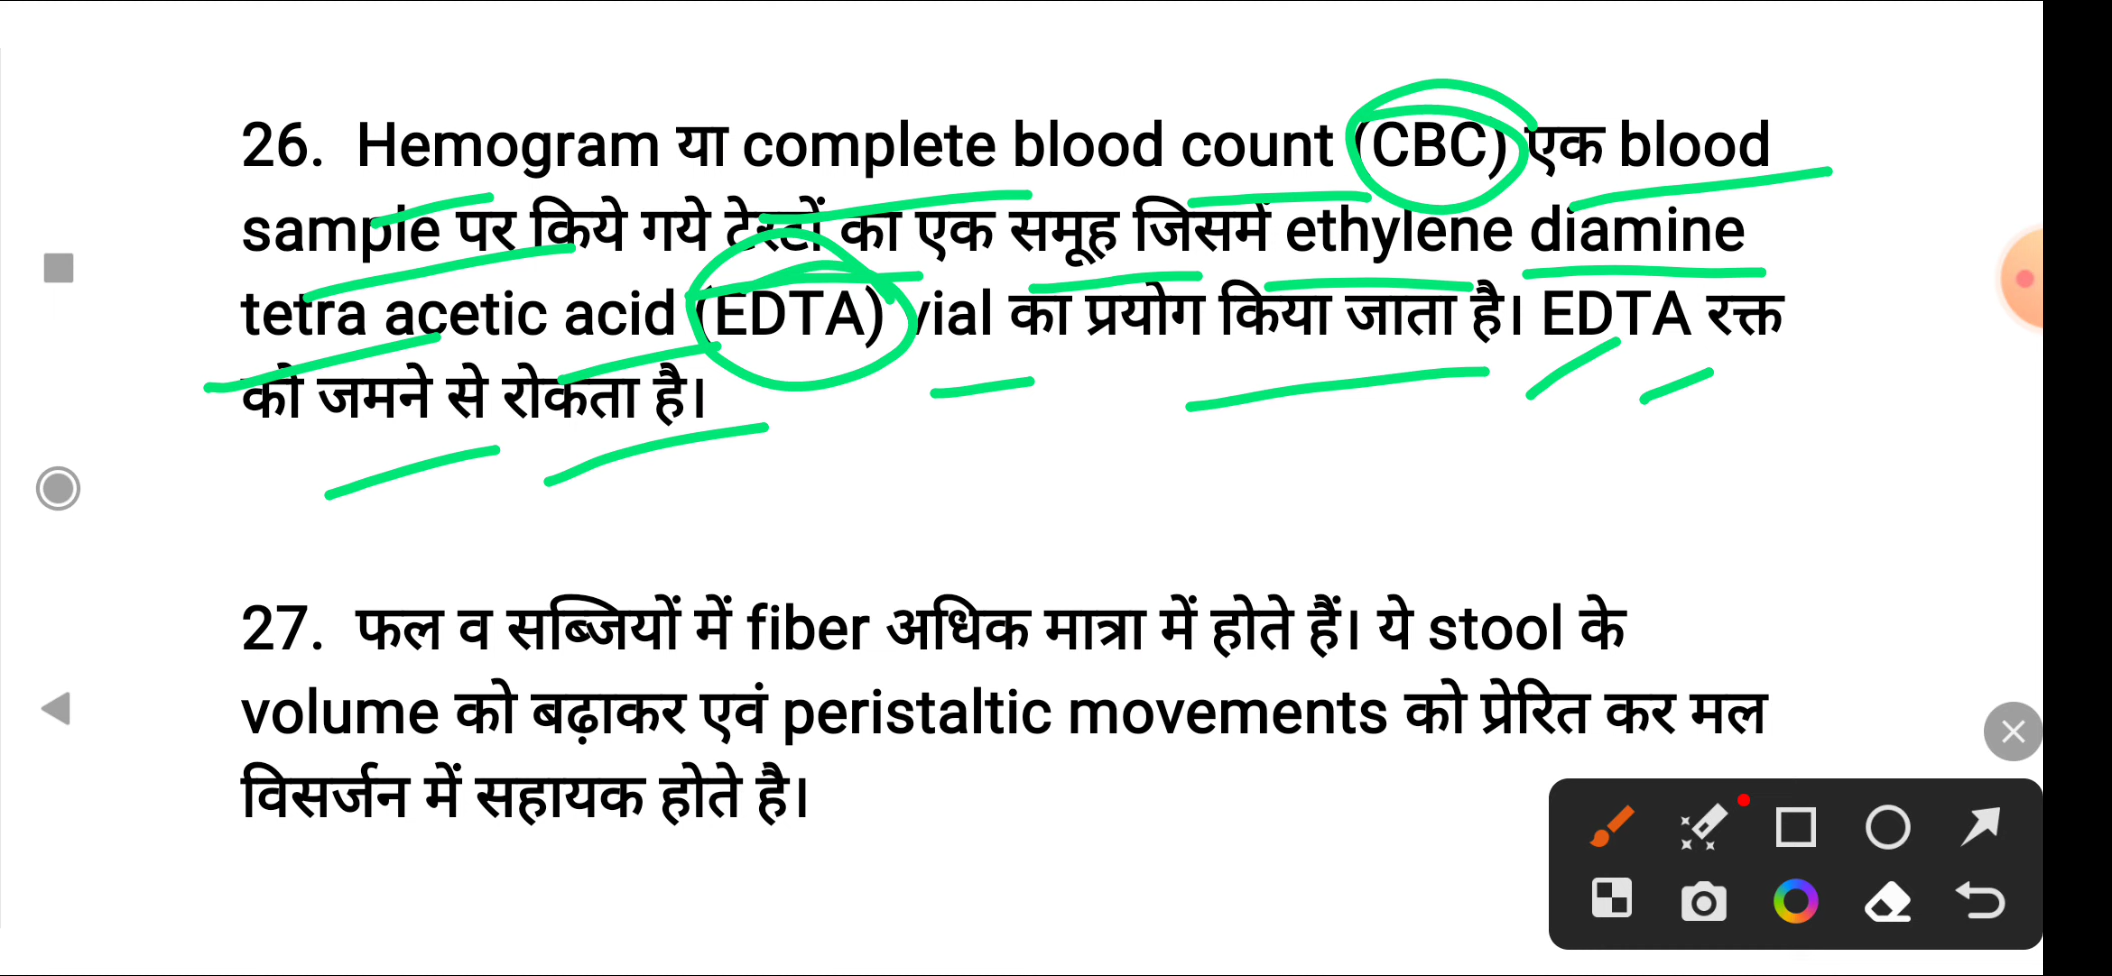 26. Hemogram या complete blood count (CBC) एक blood
sample पर किये गये टेस्टों का एक समूह जिसमें ethylene diamine
tetra acetic acid (EDTA) vial का प्रयोग किया जाता है। EDTA रक्त
को जमने से रोकता है।
27. फल व सब्जियों में fiber अधिक मात्रा में होते हैं। ये stool के
volume को बढ़ाकर एवं peristaltic movements को प्रेरित कर मल
विसर्जन में सहायक होते है।